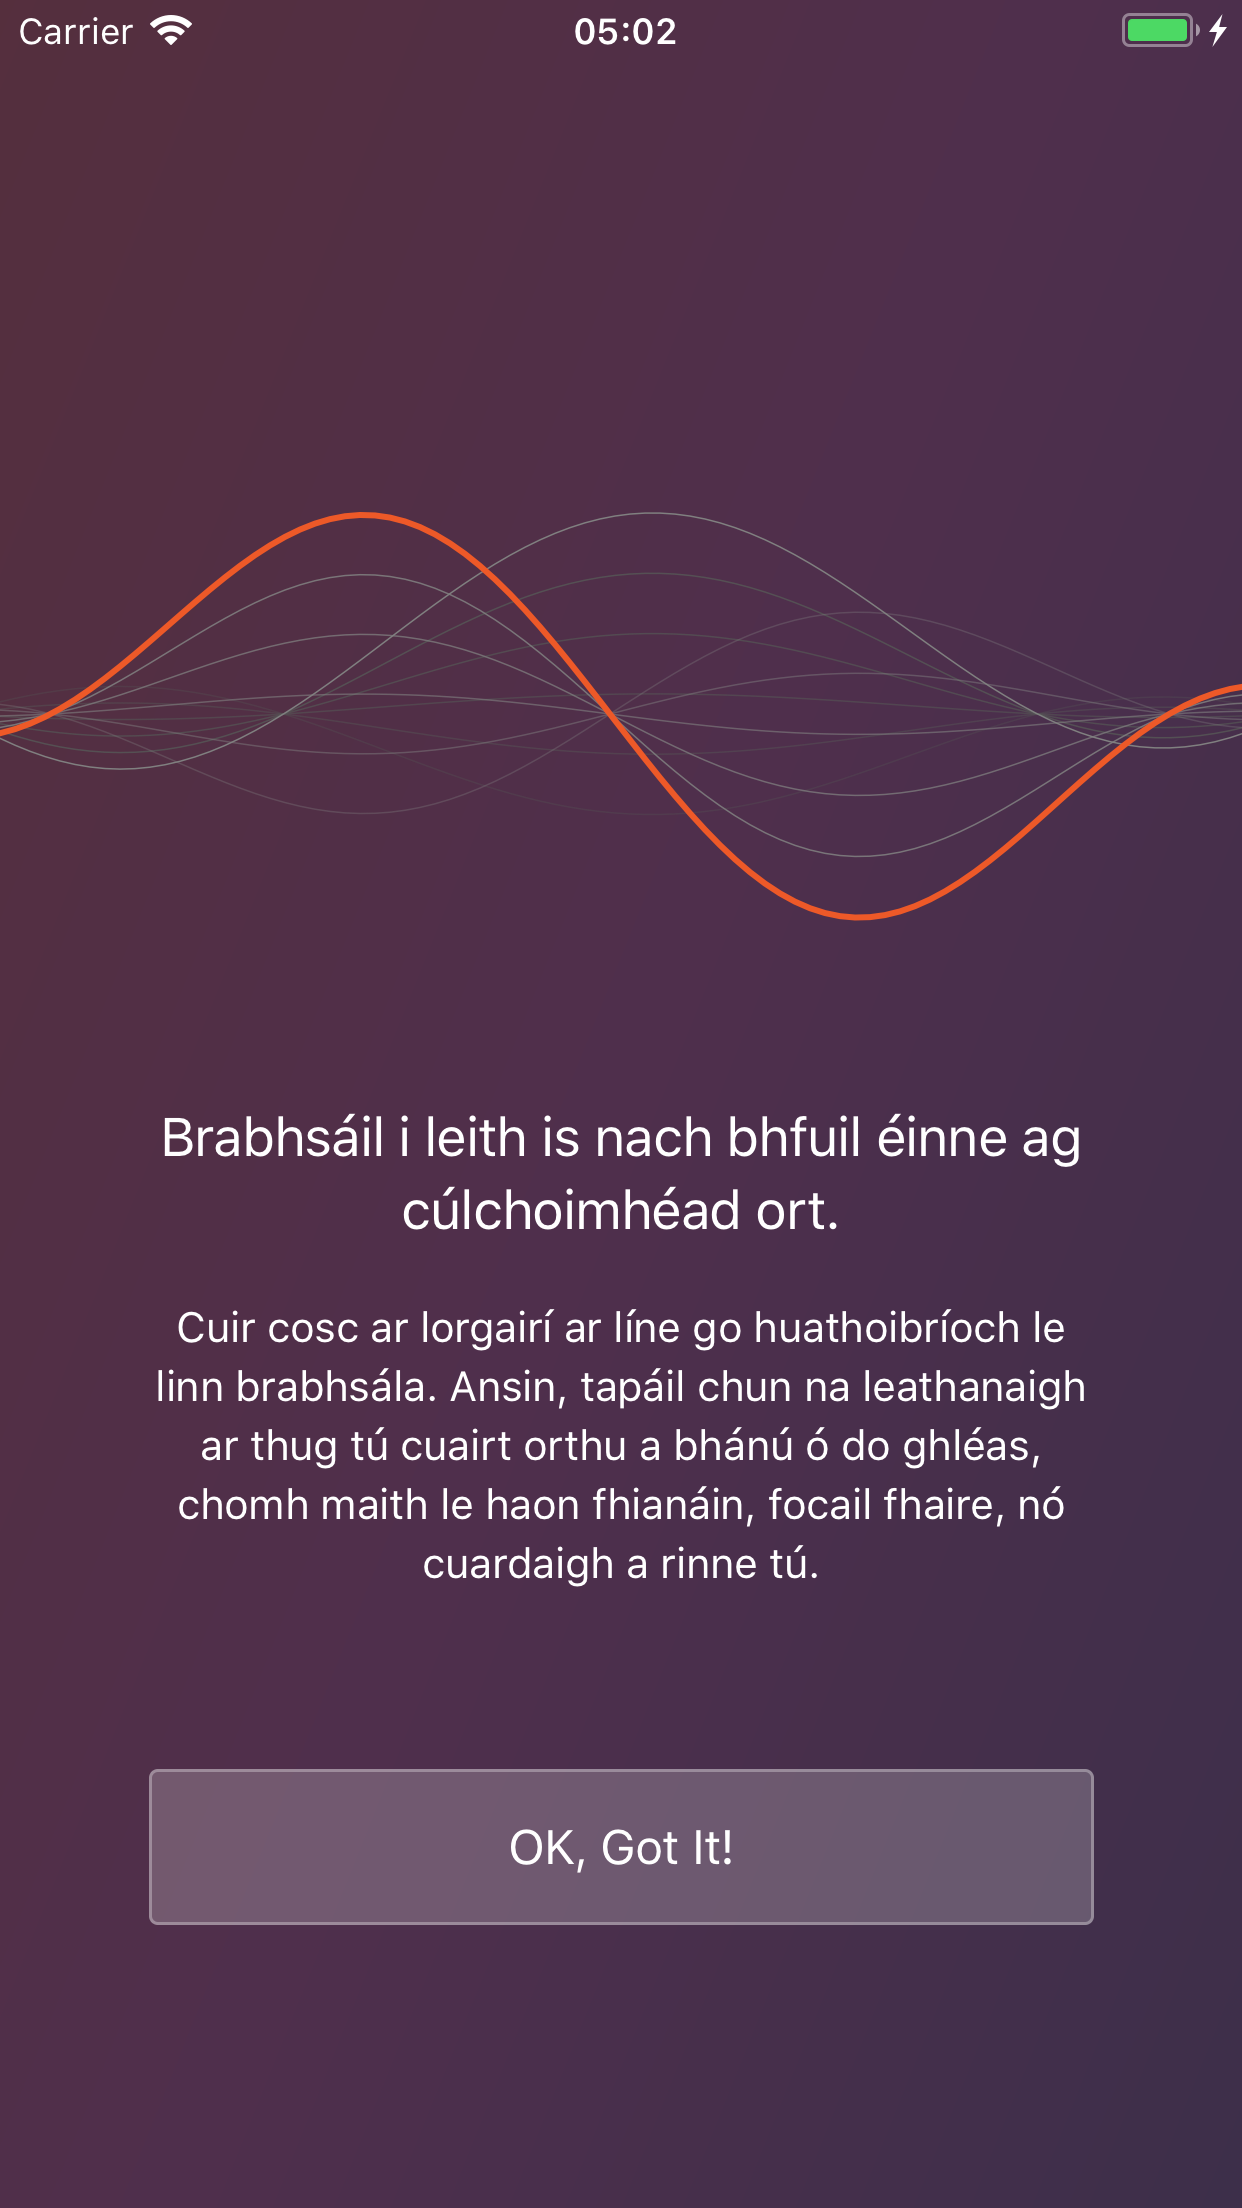 Carrier
05:02
Brabhsáil i leith is nach bhfuil éinne ag
cúlchoimhéad ort.
Cuir cosc ar lorgairí ar líne go huathoibríoch le
linn brabhsála. Ansin, tapáil chun na leathanaigh
ar thug tú cuairt orthu a bhánú ó do ghléas,
chomh maith le haon fhianáin, focail fhaire, nó
cuardaigh a rinne tú.
OK, Got It!